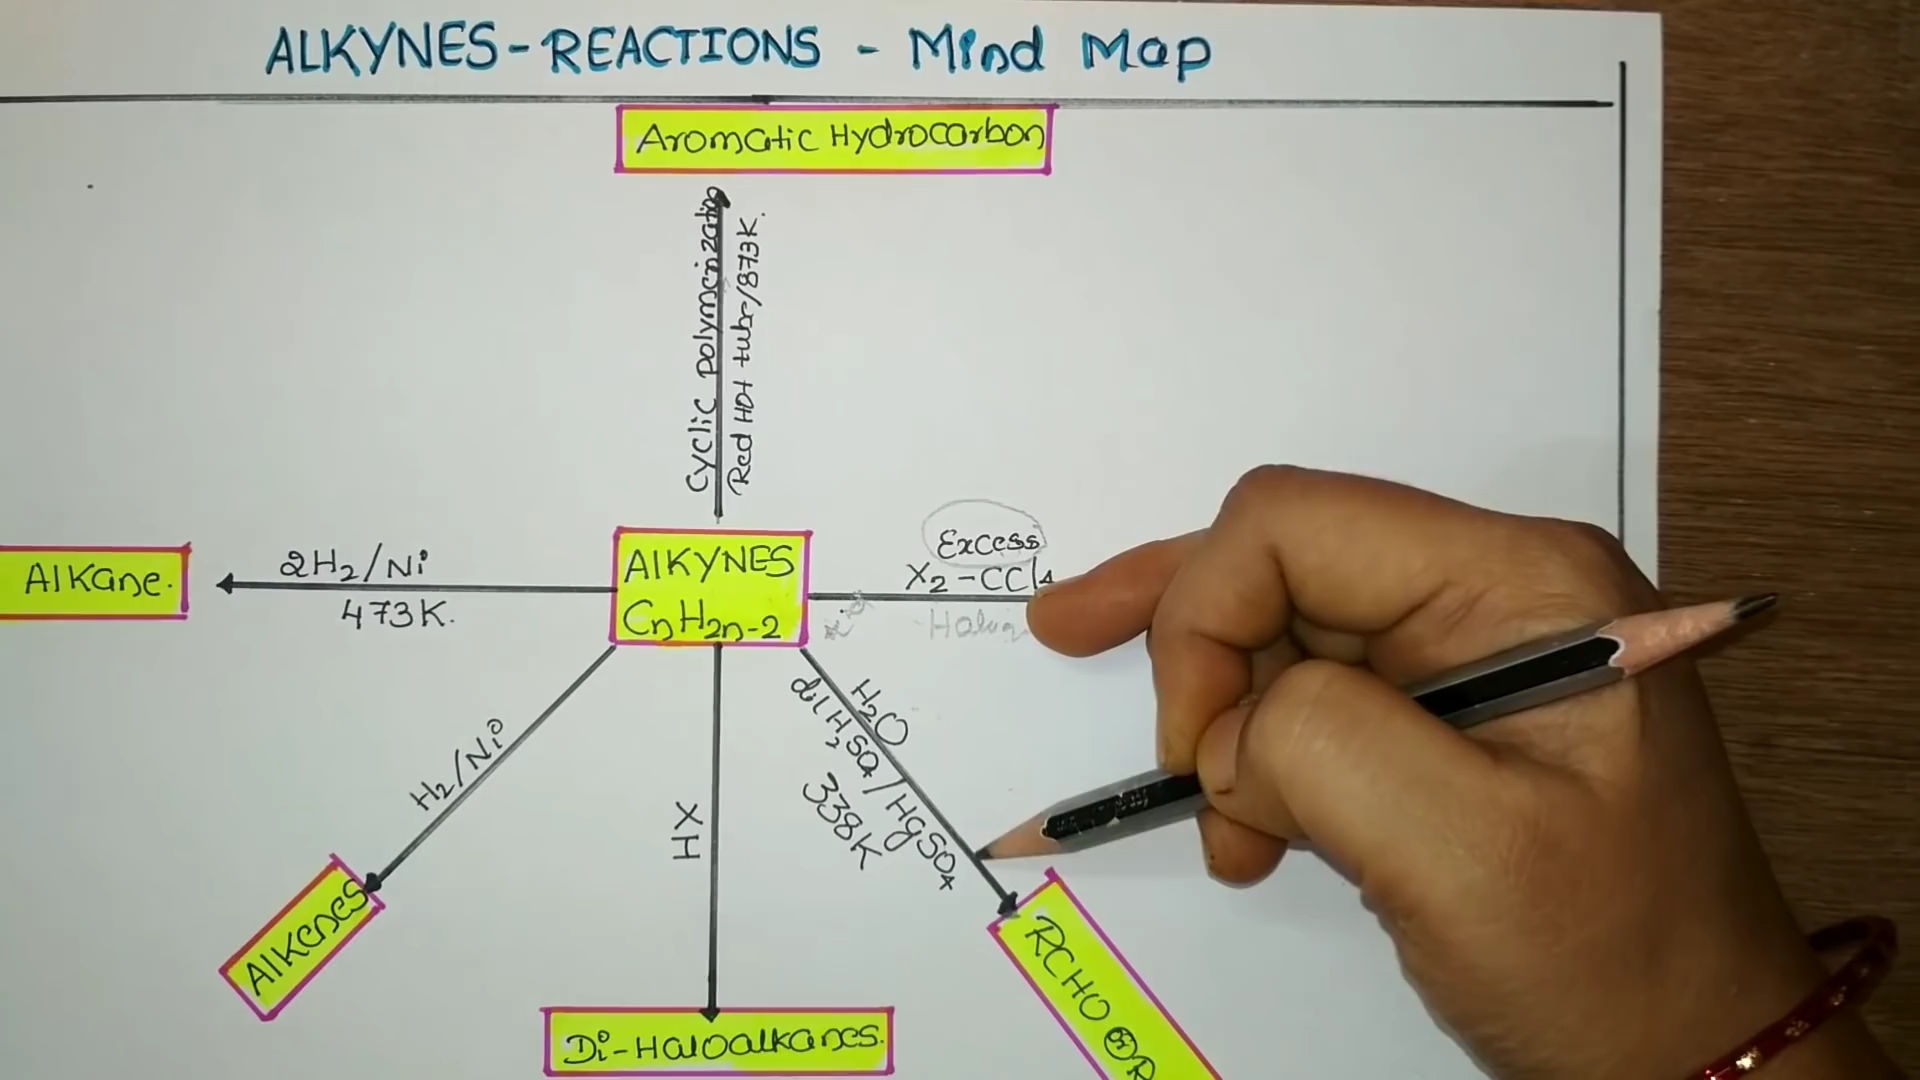 ALKYNES-REACTIONS - Mind Map
Aromatic Hydrocarbon
Cyclic polymerization
Red Hot tube/873K.
Excess
X2-CCl4
2H2/Ni
473K.
Alkane.
AlKYNES
CnH2n-2
H2O
dil H2SO4/HgSO4
338K
H2/Ni
HX
Alkenes
RCHO
Di-Haloalkanes.